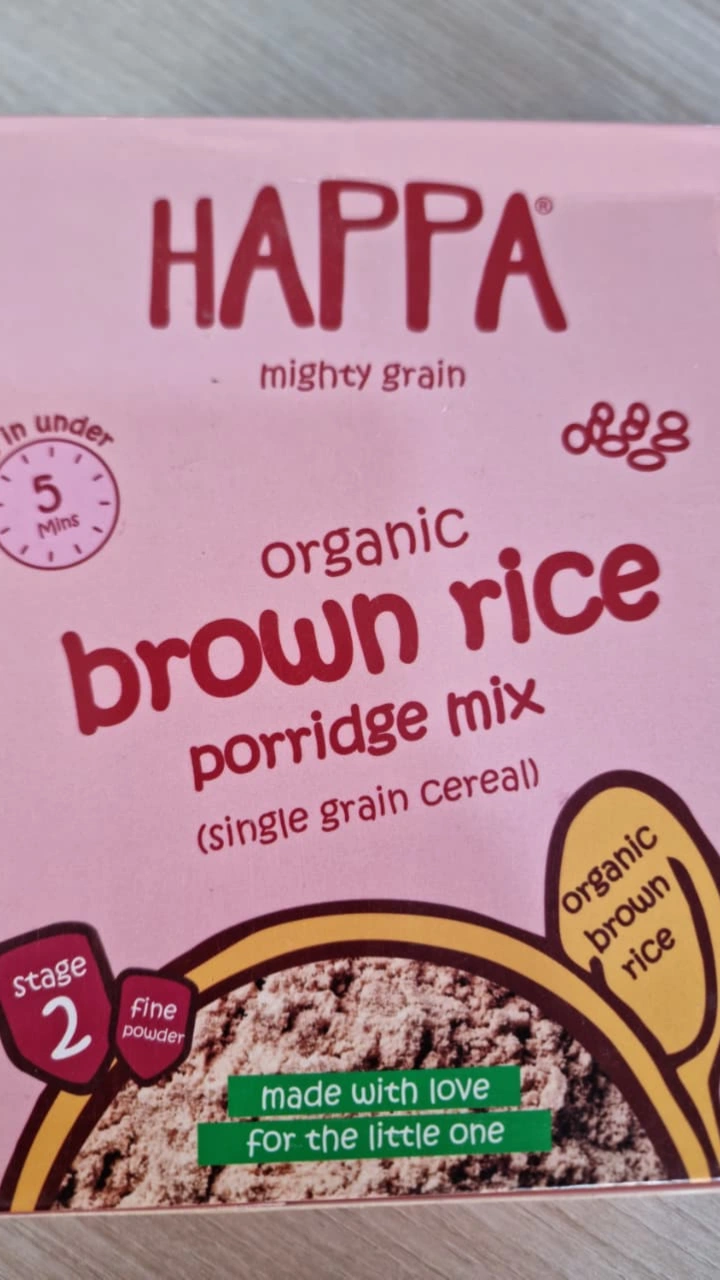 HAPPA®
mighty grain
in under
5
Mins
organic
brown rice
porridge mix
(single grain cereal)
organic
brown
rice
stage
2
fine
powder
made with love
for the little one